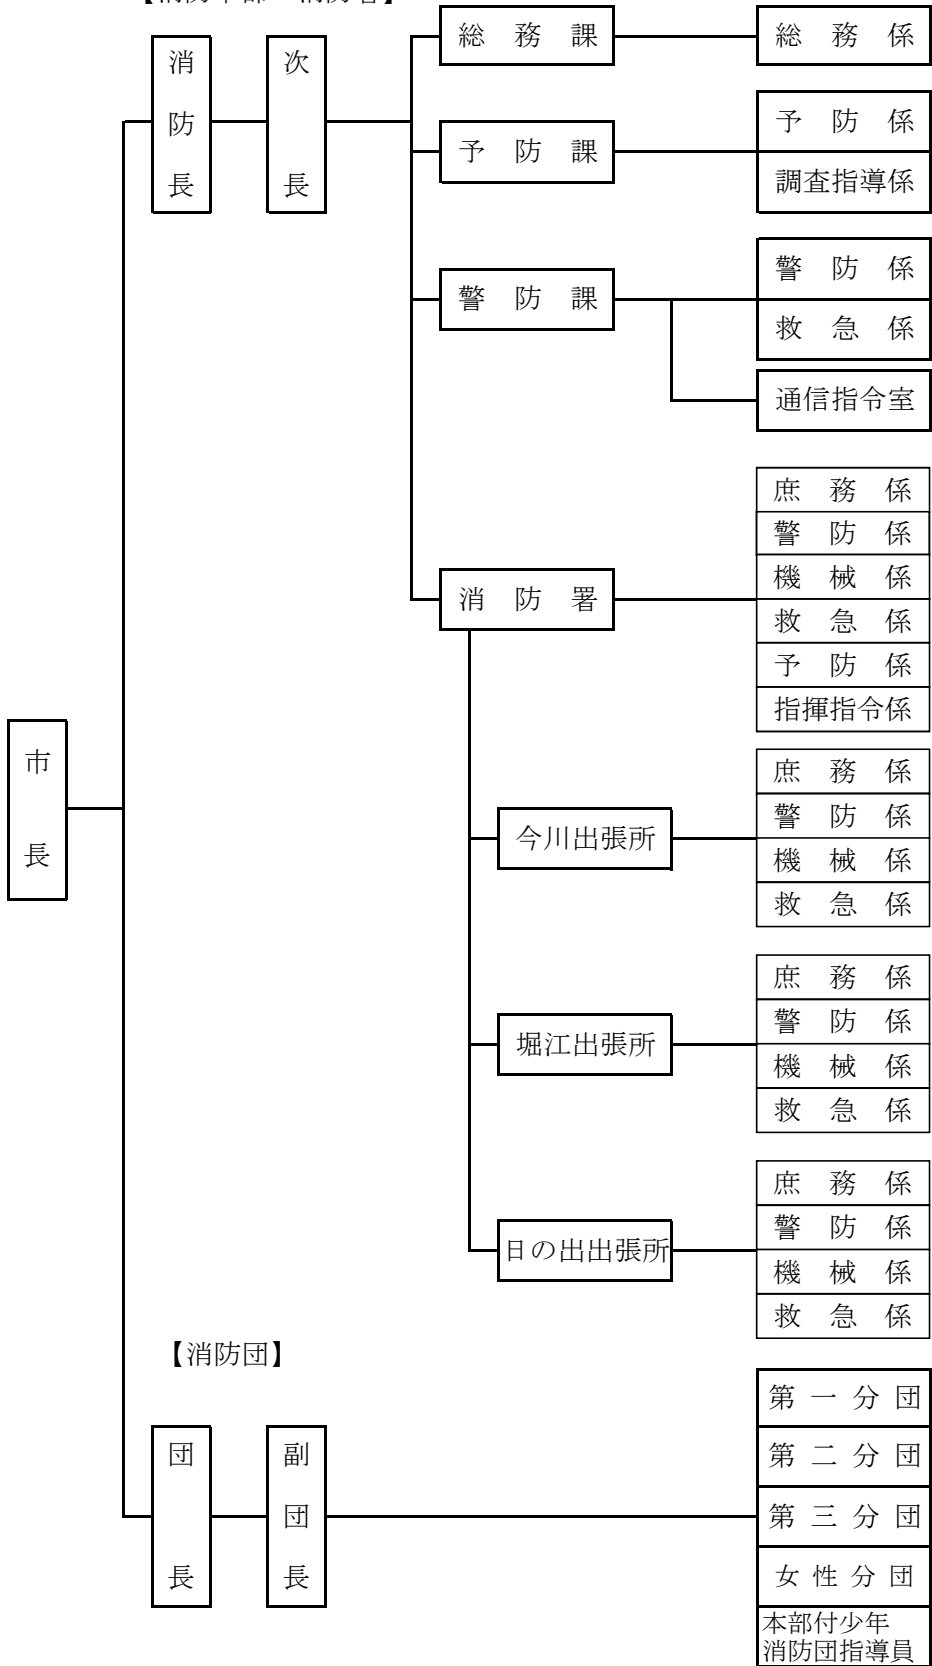 総務課
総務係
消防長
次長
予防課
予防係
調査指導係
警防課
警防係
救急係
通信指令室
消防署
庶務係
警防係
機械係
救急係
予防係
指揮指令係
市長
今川出張所
庶務係
警防係
機械係
救急係
堀江出張所
庶務係
警防係
機械係
救急係
日の出出張所
庶務係
警防係
機械係
救急係
【消防団】
団長
副団長
第一分団
第二分団
第三分団
女性分団
本部付少年
消防団指導員